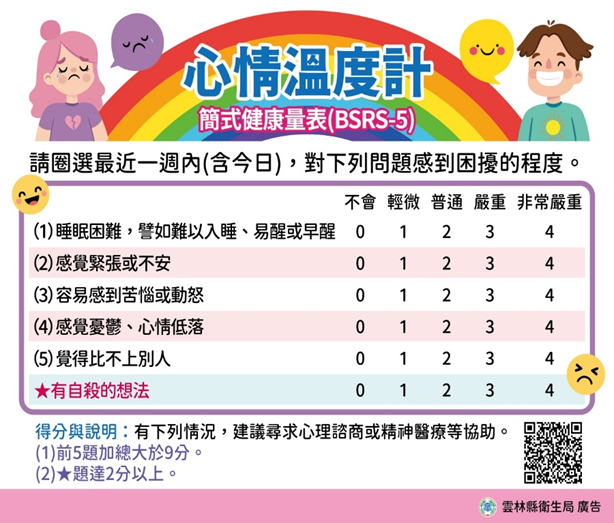 心情溫度計
簡式健康量表(BSRS-5)
請圈選最近一週內(含今日)，對下列問題感到困擾的程度。
不會 輕微 普通 嚴重 非常嚴重
(1)睡眠困難，譬如難以入睡、易醒或早醒 0 1 2 3 4
(2)感覺緊張或不安 0 1 2 3 4
(3)容易感到苦惱或動怒 0 1 2 3 4
(4)感覺憂鬱、心情低落 0 1 2 3 4
(5)覺得比不上別人 0 1 2 3 4
★有自殺的想法 0 1 2 3 4
得分與說明：有下列情況，建議尋求心理諮商或精神醫療等協助。
(1)前5題加總大於9分。
(2)★題達2分以上。
雲林縣衛生局 廣告